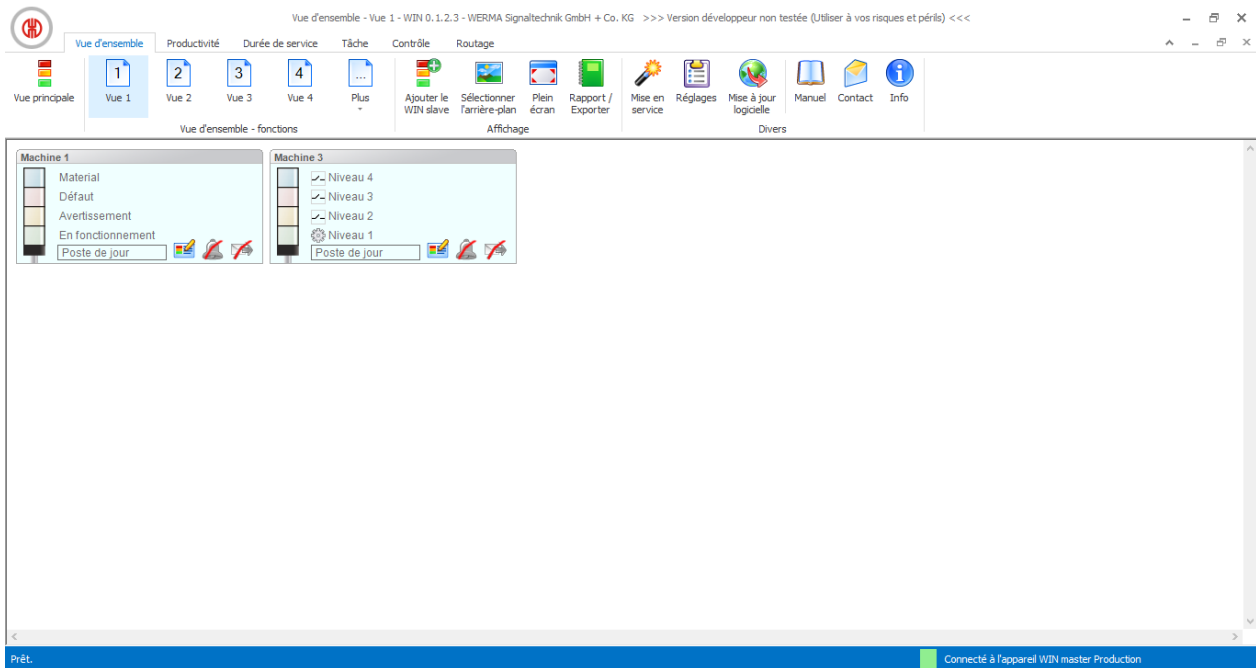 Vue d'ensemble - Vue 1 - WIN 0.1.2.3 - WERMA Signaltechnik GmbH + Co. KG >>> Version développeur non testée (Utiliser à vos risques et périls) <<<
Vue d'ensemble Productivité Durée de service Tâche Contrôle Routage
1 2 3 4 ...
Vue principale Vue 1 Vue 2 Vue 3 Vue 4 Plus Ajouter le WIN slave Sélectionner l'arrière-plan Plein écran Rapport / Exporter Mise en service Réglages Mise à jour logicielle Manuel Contact Info
Vue d'ensemble - fonctions Affichage Divers
Machine 1
Material
Défaut
Avertissement
En fonctionnement
Poste de jour
Machine 3
Niveau 4
Niveau 3
Niveau 2
Niveau 1
Poste de jour
Prêt. Connecté à l'appareil WIN master Production